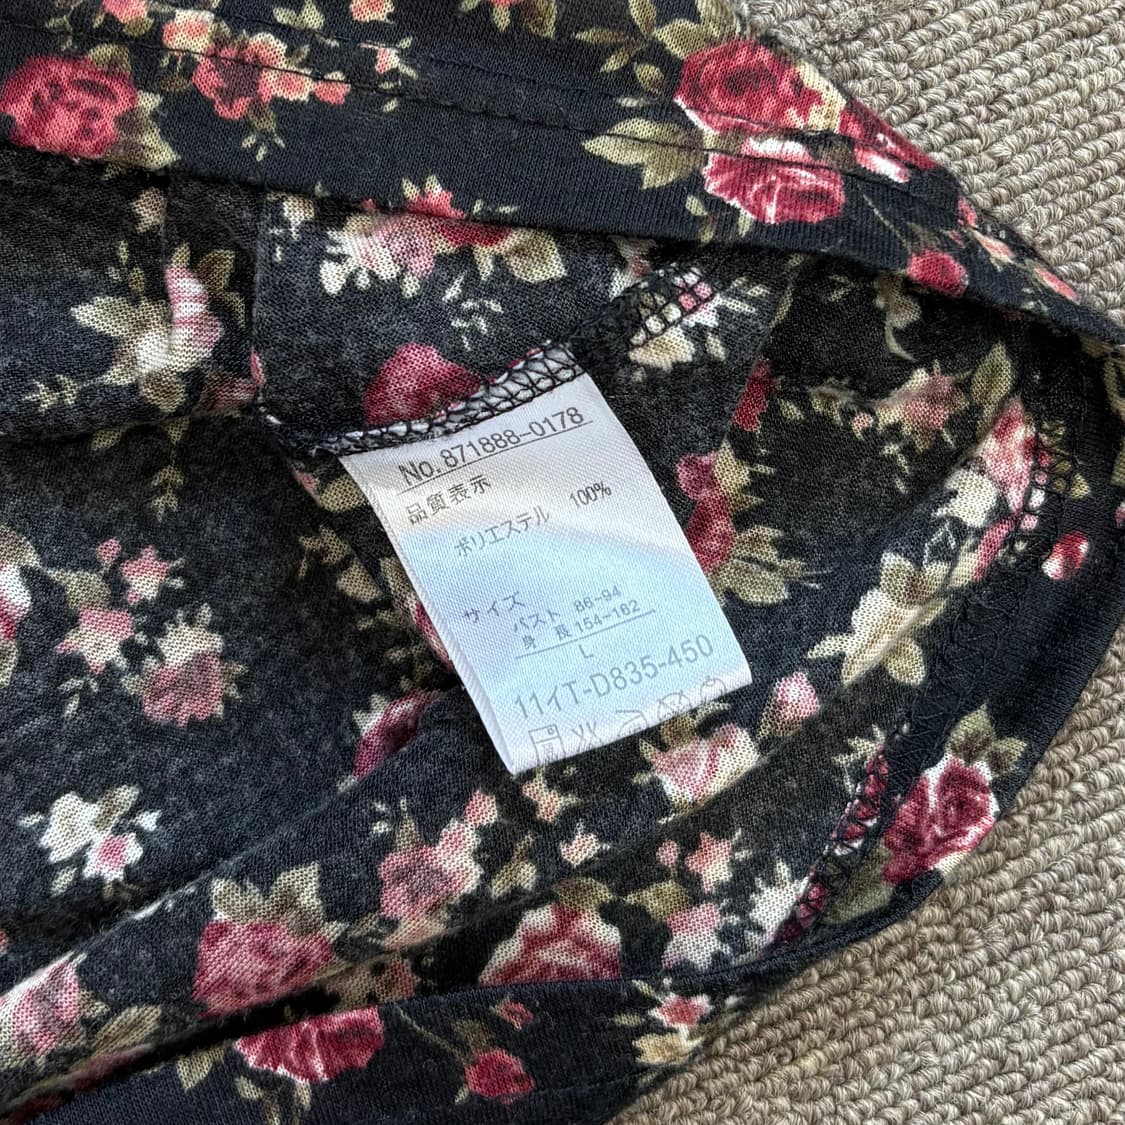 No.871888-0178
品質表示
ポリエステル 100%
サイズ
バスト 86-94
身 長 154-162
L
11イT-D835-450